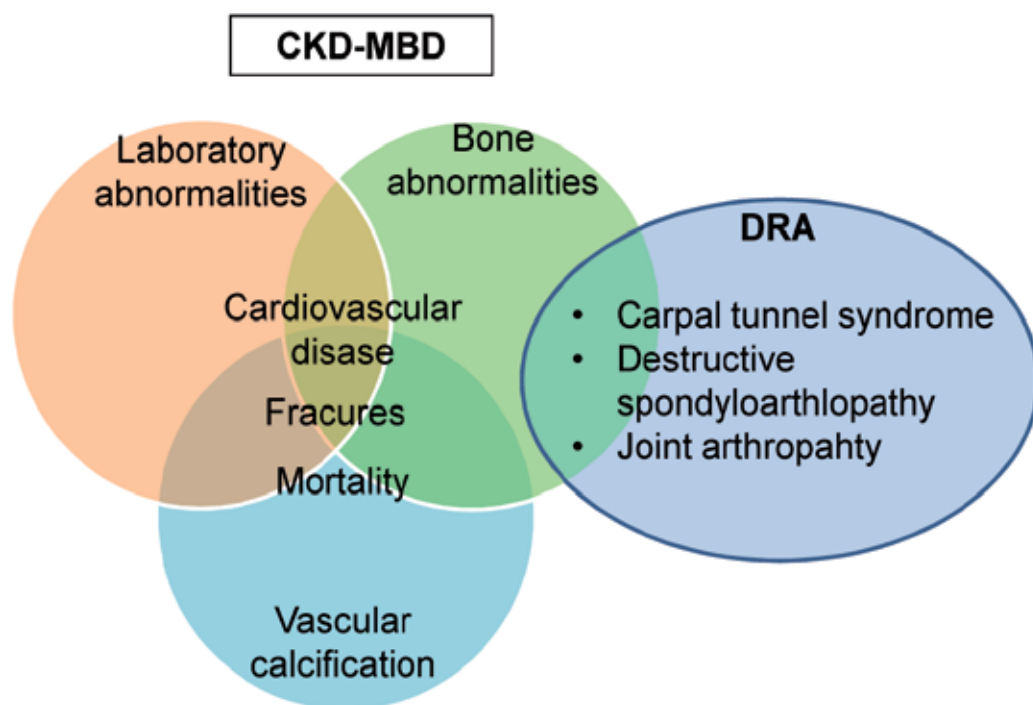 CKD-MBD
Laboratory
abnormalities
Bone
abnormalities
Cardiovascular
disase
Fracures
Mortality
Vascular
calcification
DRA
• Carpal tunnel syndrome
• Destructive
spondyloarthlopathy
• Joint arthropahty